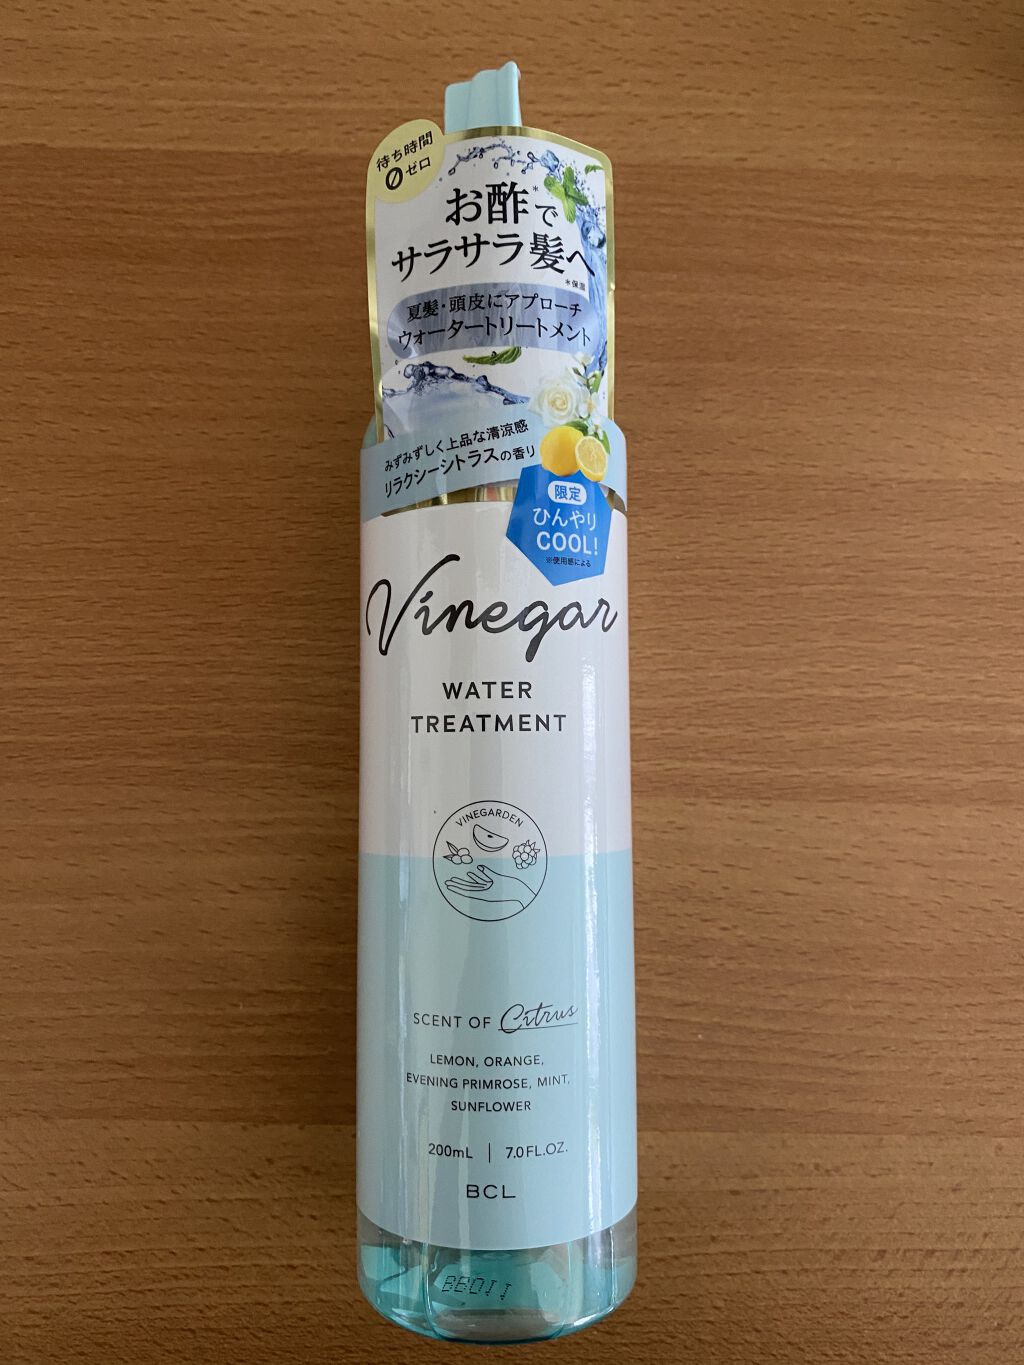 待ち時間
0ゼロ
お酢*で
サラサラ髪へ
*保湿
夏髪・頭皮にアプローチ
ウォータートリートメント
みずみずしく上品な清涼感
リラクシーシトラスの香り
限定
ひんやり
COOL!
※使用感による
Vinegar
WATER
TREATMENT
VINEGARDEN
SCENT OF Citrus
LEMON, ORANGE,
EVENING PRIMROSE, MINT,
SUNFLOWER
200mL | 7.0FL.OZ.
BCL
BB011